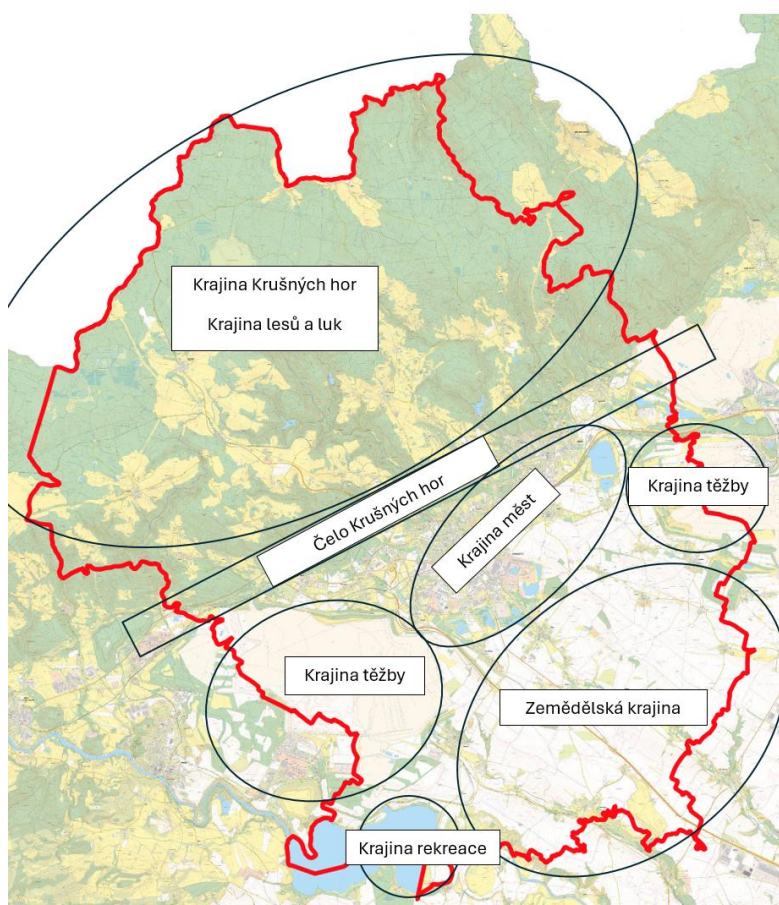 Krajina Krušných hor
Krajina lesů a luk
Čelo Krušných hor
Krajina měst
Krajina těžby
Krajina těžby
Zemědělská krajina
Krajina rekreace